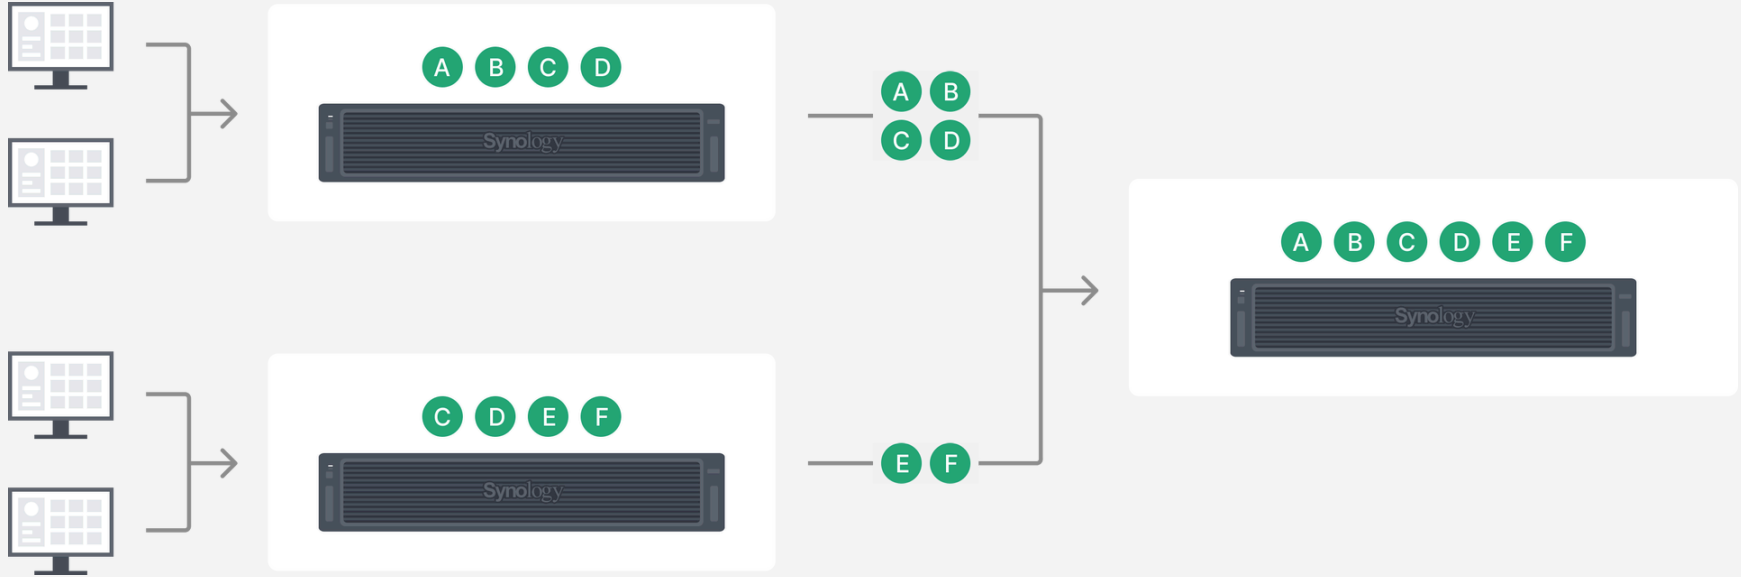 A B C D
Synology
A B
C D
A B C D E F
Synology
C D E F
Synology
E F